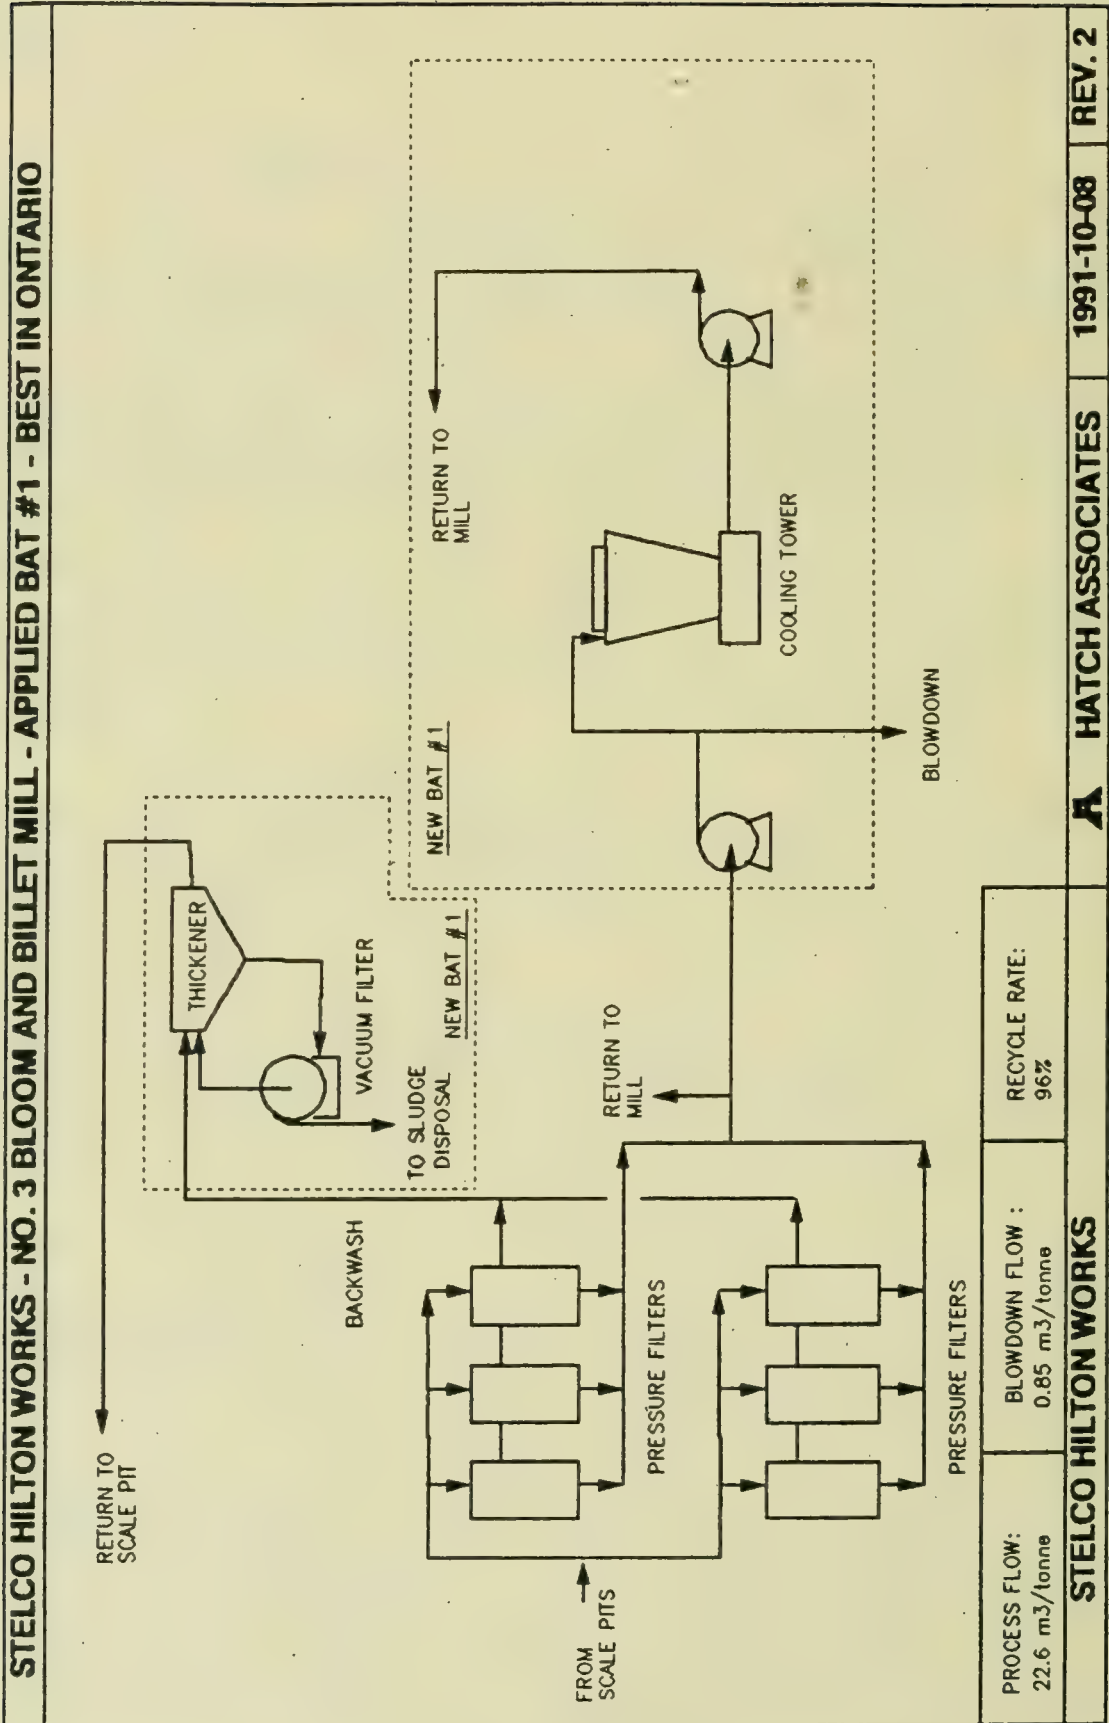 STELCO HILTON WORKS - NO. 3 BLOOM AND BILLET MILL - APPLIED BAT #1 - BEST IN ONTARIO
RETURN TO
SCALE PIT
THICKENER
BACKWASH
VACUUM FILTER
TO SLUDGE
DISPOSAL
NEW BAT #1
NEW BAT #1
RETURN TO
MILL
FROM
SCALE PITS
PRESSURE FILTERS
RETURN TO
MILL
COOLING TOWER
BLOWDOWN
PRESSURE FILTERS
PROCESS FLOW:
22.6 m3/tonne
BLOWDOWN FLOW :
0.85 m3/tonne
RECYCLE RATE:
96%
STELCO HILTON WORKS
HATCH ASSOCIATES
1991-10-08
REV. 2